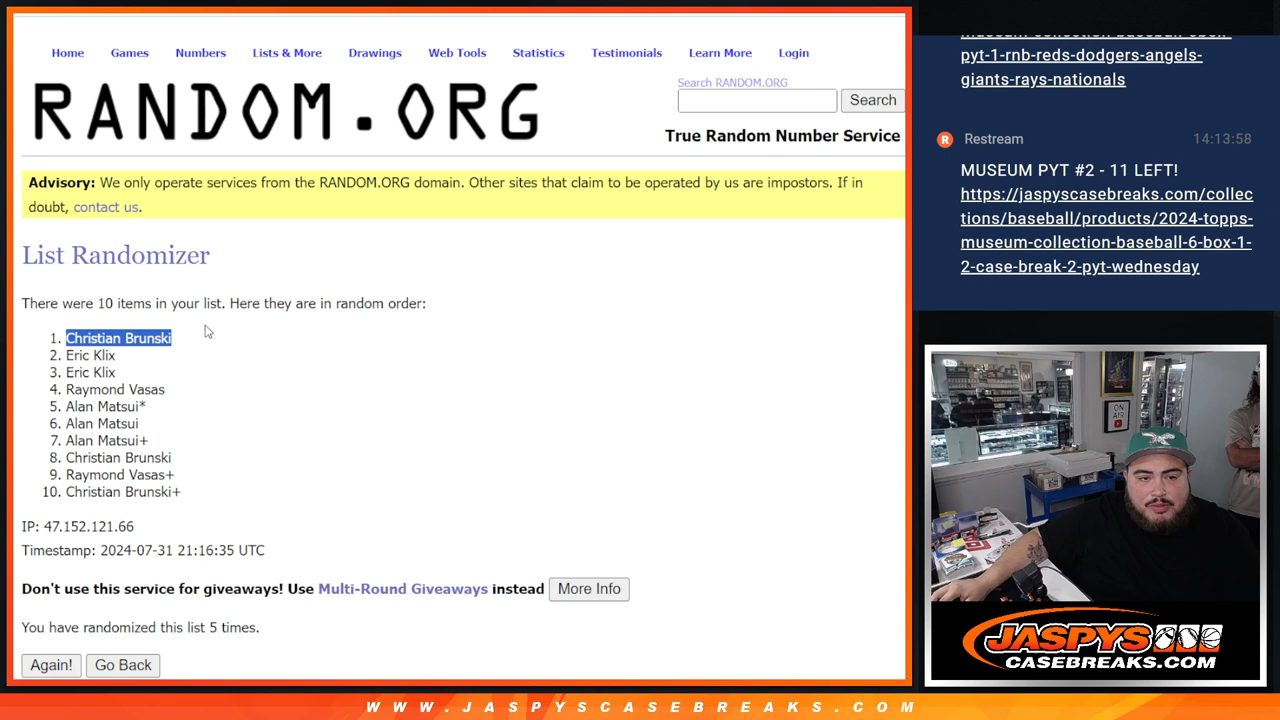 Home Games Numbers Lists & More Drawings Web Tools Statistics Testimonials Learn More Login
RANDOM.ORG
Search RANDOM.ORG
Search
True Random Number Service
Advisory: We only operate services from the RANDOM.ORG domain. Other sites that claim to be operated by us are impostors. If in
doubt, contact us.
List Randomizer
There were 10 items in your list. Here they are in random order:
1. Christian Brunski
2. Eric Klix
3. Eric Klix
4. Raymond Vasas
5. Alan Matsui*
6. Alan Matsui
7. Alan Matsui+
8. Christian Brunski
9. Raymond Vasas+
10. Christian Brunski+
IP: 47.152.121.66
Timestamp: 2024-07-31 21:16:35 UTC
Don't use this service for giveaways! Use Multi-Round Giveaways instead More Info
You have randomized this list 5 times.
Again! Go Back
pyt-1-rnb-reds-dodgers-angels-
giants-rays-nationals
R Restream 14:13:58
MUSEUM PYT #2 - 11 LEFT!
https://jaspyscasebreaks.com/collec
tions/baseball/products/2024-topps-
museum-collection-baseball-6-box-1-
2-case-break-2-pyt-wednesday
ON
AIR
JASPYS
CASEBREAKS.COM
WWW.JASPYSCASEBREAKS.COM